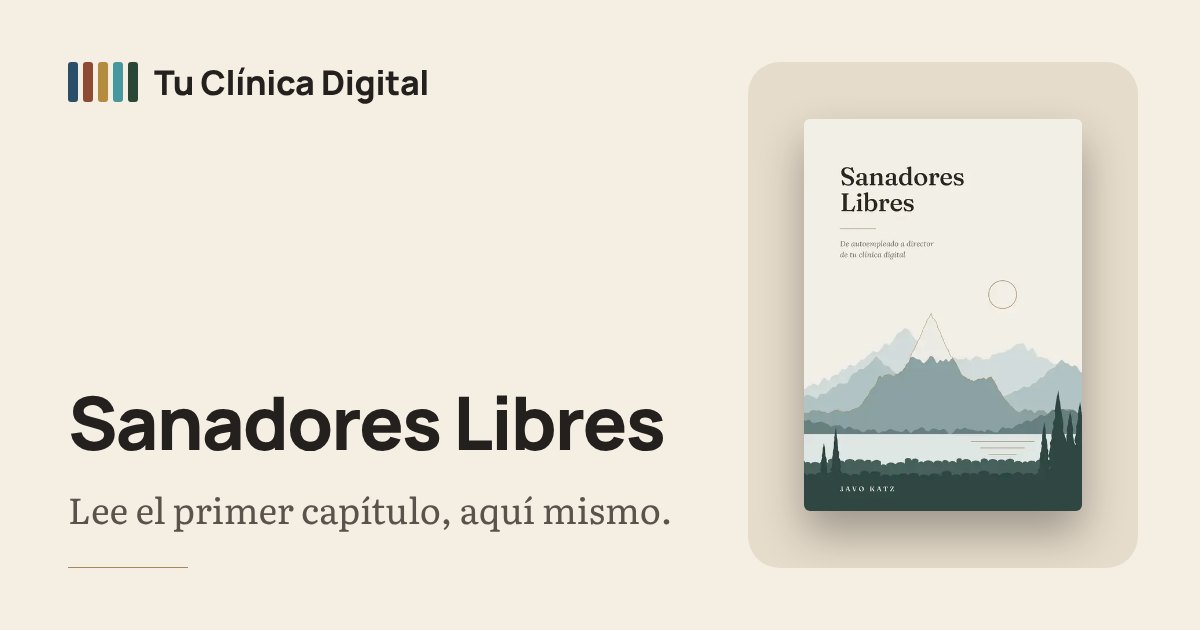 Tu Clínica Digital
Sanadores Libres
Lee el primer capítulo, aquí mismo.
Sanadores
Libres
De autoempleado a director
de tu clínica digital
JAVO KATZ